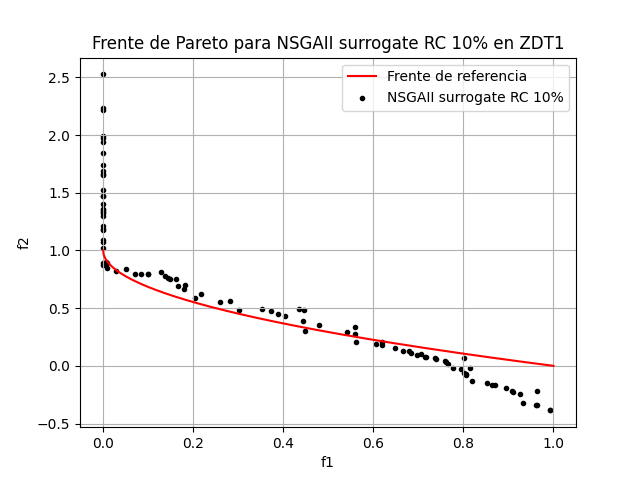 Frente de Pareto para NSGAII surrogate RC 10% en ZDT1
Frente de referencia
NSGAII surrogate RC 10%
2.5
2.0
1.5
1.0
0.5
0.0
−0.5
f2
0.0 0.2 0.4 0.6 0.8 1.0
f1